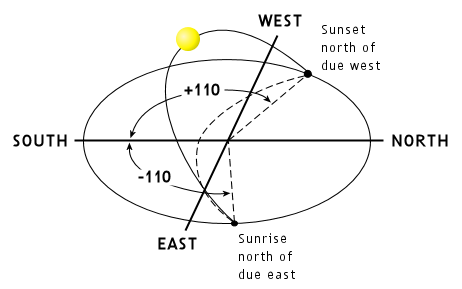 WEST
Sunset
north of
due west
+110
SOUTH
NORTH
-110
EAST
Sunrise
north of
due east